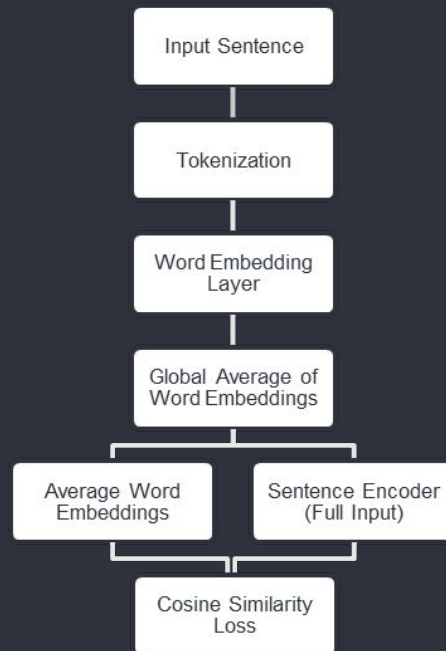 Input Sentence
Tokenization
Word Embedding
Layer
Global Average of
Word Embeddings
Average Word
Embeddings
Sentence Encoder
(Full Input)
Cosine Similarity
Loss